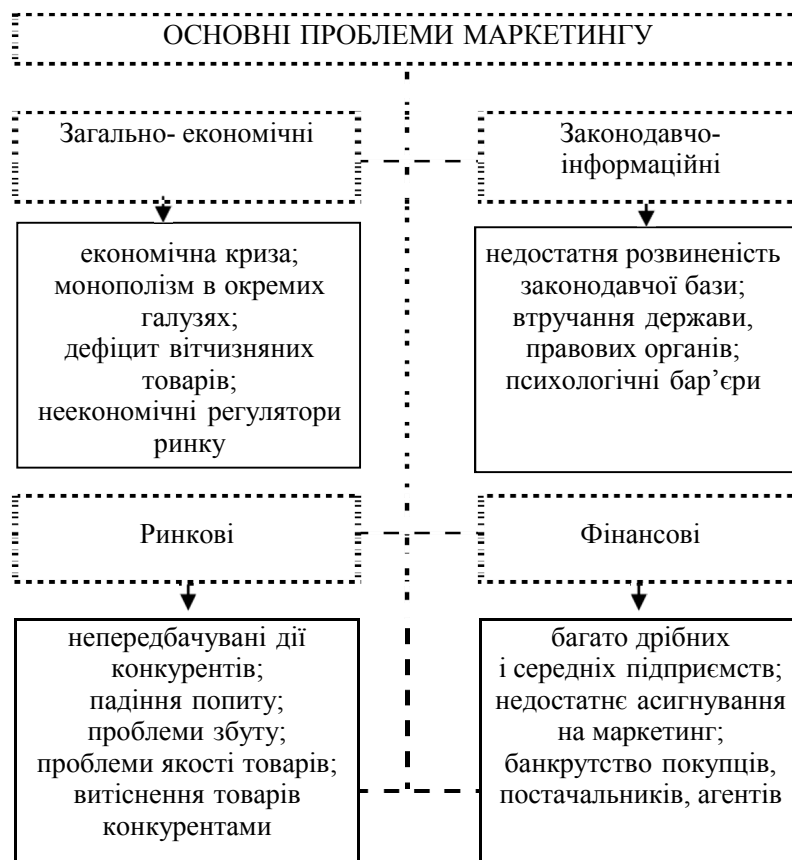 ОСНОВНІ ПРОБЛЕМИ МАРКЕТИНГУ
Загально- економічні
Законодавчо-
інформаційні
економічна криза;
монополізм в окремих
галузях;
дефіцит вітчизняних
товарів;
неекономічні регулятори
ринку
недостатня розвиненість
законодавчої бази;
втручання держави,
правових органів;
психологічні бар’єри
Ринкові
Фінансові
непередбачувані дії
конкурентів;
падіння попиту;
проблеми збуту;
проблеми якості товарів;
витіснення товарів
конкурентами
багато дрібних
і середніх підприємств;
недостатнє асигнування
на маркетинг;
банкрутство покупців,
постачальників, агентів